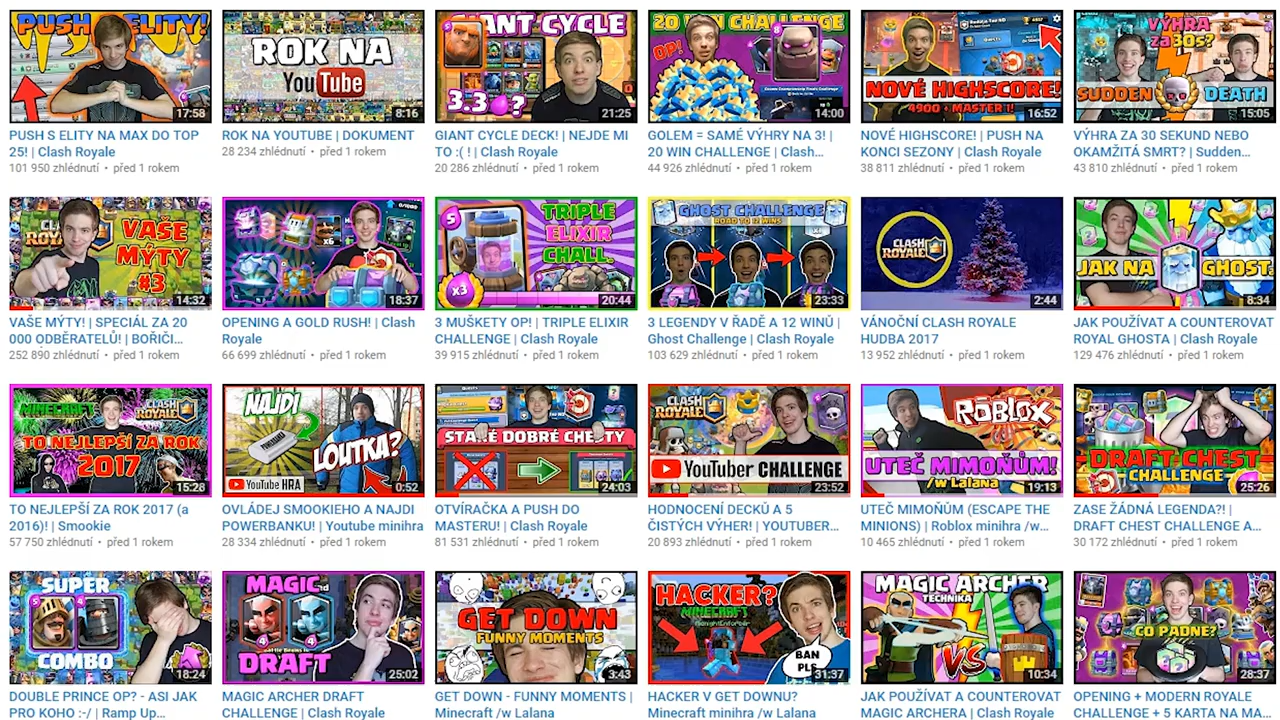 PUSH ELITY!
17:58
ROK NA
YouTube
8:16
GIANT CYCLE
3.3 ?
21:25
20 WIN CHALLENGE
OP!
14:00
NOVÉ HIGHSCORE!
4900 + MASTER 1!
16:52
VÝHRA
za30s?
SUDDEN DEATH
15:05
PUSH S ELITY NA MAX DO TOP
25! | Clash Royale
101 950 zhlédnutí • před 1 rokem
ROK NA YOUTUBE | DOKUMENT
28 234 zhlédnutí • před 1 rokem
GIANT CYCLE DECK! | NEJDE MI
TO :( ! | Clash Royale
20 286 zhlédnutí • před 1 rokem
GOLEM = SAMÉ VÝHRY NA 3! |
20 WIN CHALLENGE | Clash…
44 926 zhlédnutí • před 1 rokem
NOVÉ HIGHSCORE! | PUSH NA
KONCI SEZONY | Clash Royale
38 811 zhlédnutí • před 1 rokem
VÝHRA ZA 30 SEKUND NEBO
OKAMŽITÁ SMRT? | Sudden…
43 810 zhlédnutí • před 1 rokem
VAŠE
MÝTY
#3
14:32
x6
18:37
5
TRIPLE
ELIXIR
CHALL.
x3
20:44
GHOST CHALLENGE
ROAD TO 12 WINS
23:33
CLASH
ROYALE
2:44
JAK NA GHOST
8:34
VAŠE MÝTY! | SPECIÁL ZA 20
000 ODBĚRATELŮ! | BOŘIČI…
252 890 zhlédnutí • před 1 rokem
OPENING A GOLD RUSH! | Clash
Royale
66 699 zhlédnutí • před 1 rokem
3 MUŠKETY OP! | TRIPLE ELIXIR
CHALLENGE | Clash Royale
39 915 zhlédnutí • před 1 rokem
3 LEGENDY V ŘADĚ A 12 WINŮ |
Ghost Challenge | Clash Royale
103 629 zhlédnutí • před 1 rokem
VÁNOČNÍ CLASH ROYALE
HUDBA 2017
13 952 zhlédnutí • před 1 rokem
JAK POUŽÍVAT A COUNTEROVAT
ROYAL GHOSTA | Clash Royale
129 476 zhlédnutí • před 1 rokem
MINECRAFT
CLASH
ROYALE
TO NEJLEPŠÍ ZA ROK
2017
15:28
NAJDI
LOUTKA?
YouTube HRA
0:52
STARÉ DOBRÉ CHESTY
24:03
CLASH
ROYALE
YouTuber CHALLENGE
23:52
ROBLOX
UTEČ MIMOŇŮM!
/w Lalana
19:13
DRAFT CHEST
CHALLENGE
25:26
TO NEJLEPŠÍ ZA ROK 2017 (a
2016)! | Smookie
57 750 zhlédnutí • před 1 rokem
OVLÁDEJ SMOOKIEHO A NAJDI
POWERBANKU! | Youtube minihra
28 334 zhlédnutí • před 1 rokem
OTVÍRAČKA A PUSH DO
MASTERU! | Clash Royale
81 531 zhlédnutí • před 1 rokem
HODNOCENÍ DECKŮ A 5
ČISTÝCH VÝHER! | YOUTUBER…
20 893 zhlédnutí • před 1 rokem
UTEČ MIMOŇŮM (ESCAPE THE
MINIONS) | Roblox minihra /w…
10 465 zhlédnutí • před 1 rokem
ZASE ŽÁDNÁ LEGENDA?! |
DRAFT CHEST CHALLENGE A…
30 172 zhlédnutí • před 1 rokem
SUPER
COMBO
18:24
MAGIC
4 4
DRAFT
25:02
GET DOWN
FUNNY MOMENTS
3:43
HACKER?
MINECRAFT
BAN
PLS
31:37
MAGIC ARCHER
TECHNIKA
VS
10:34
CO PADNE?
28:37
DOUBLE PRINCE OP? - ASI JAK
PRO KOHO :-/ | Ramp Up…
MAGIC ARCHER DRAFT
CHALLENGE | Clash Royale
GET DOWN - FUNNY MOMENTS |
Minecraft /w Lalana
HACKER V GET DOWNU?
Minecraft minihra /w Lalana
JAK POUŽÍVAT A COUNTEROVAT
MAGIC ARCHERA | Clash Royale
OPENING + MODERN ROYALE
CHALLENGE + 5 KARTA NA MA…